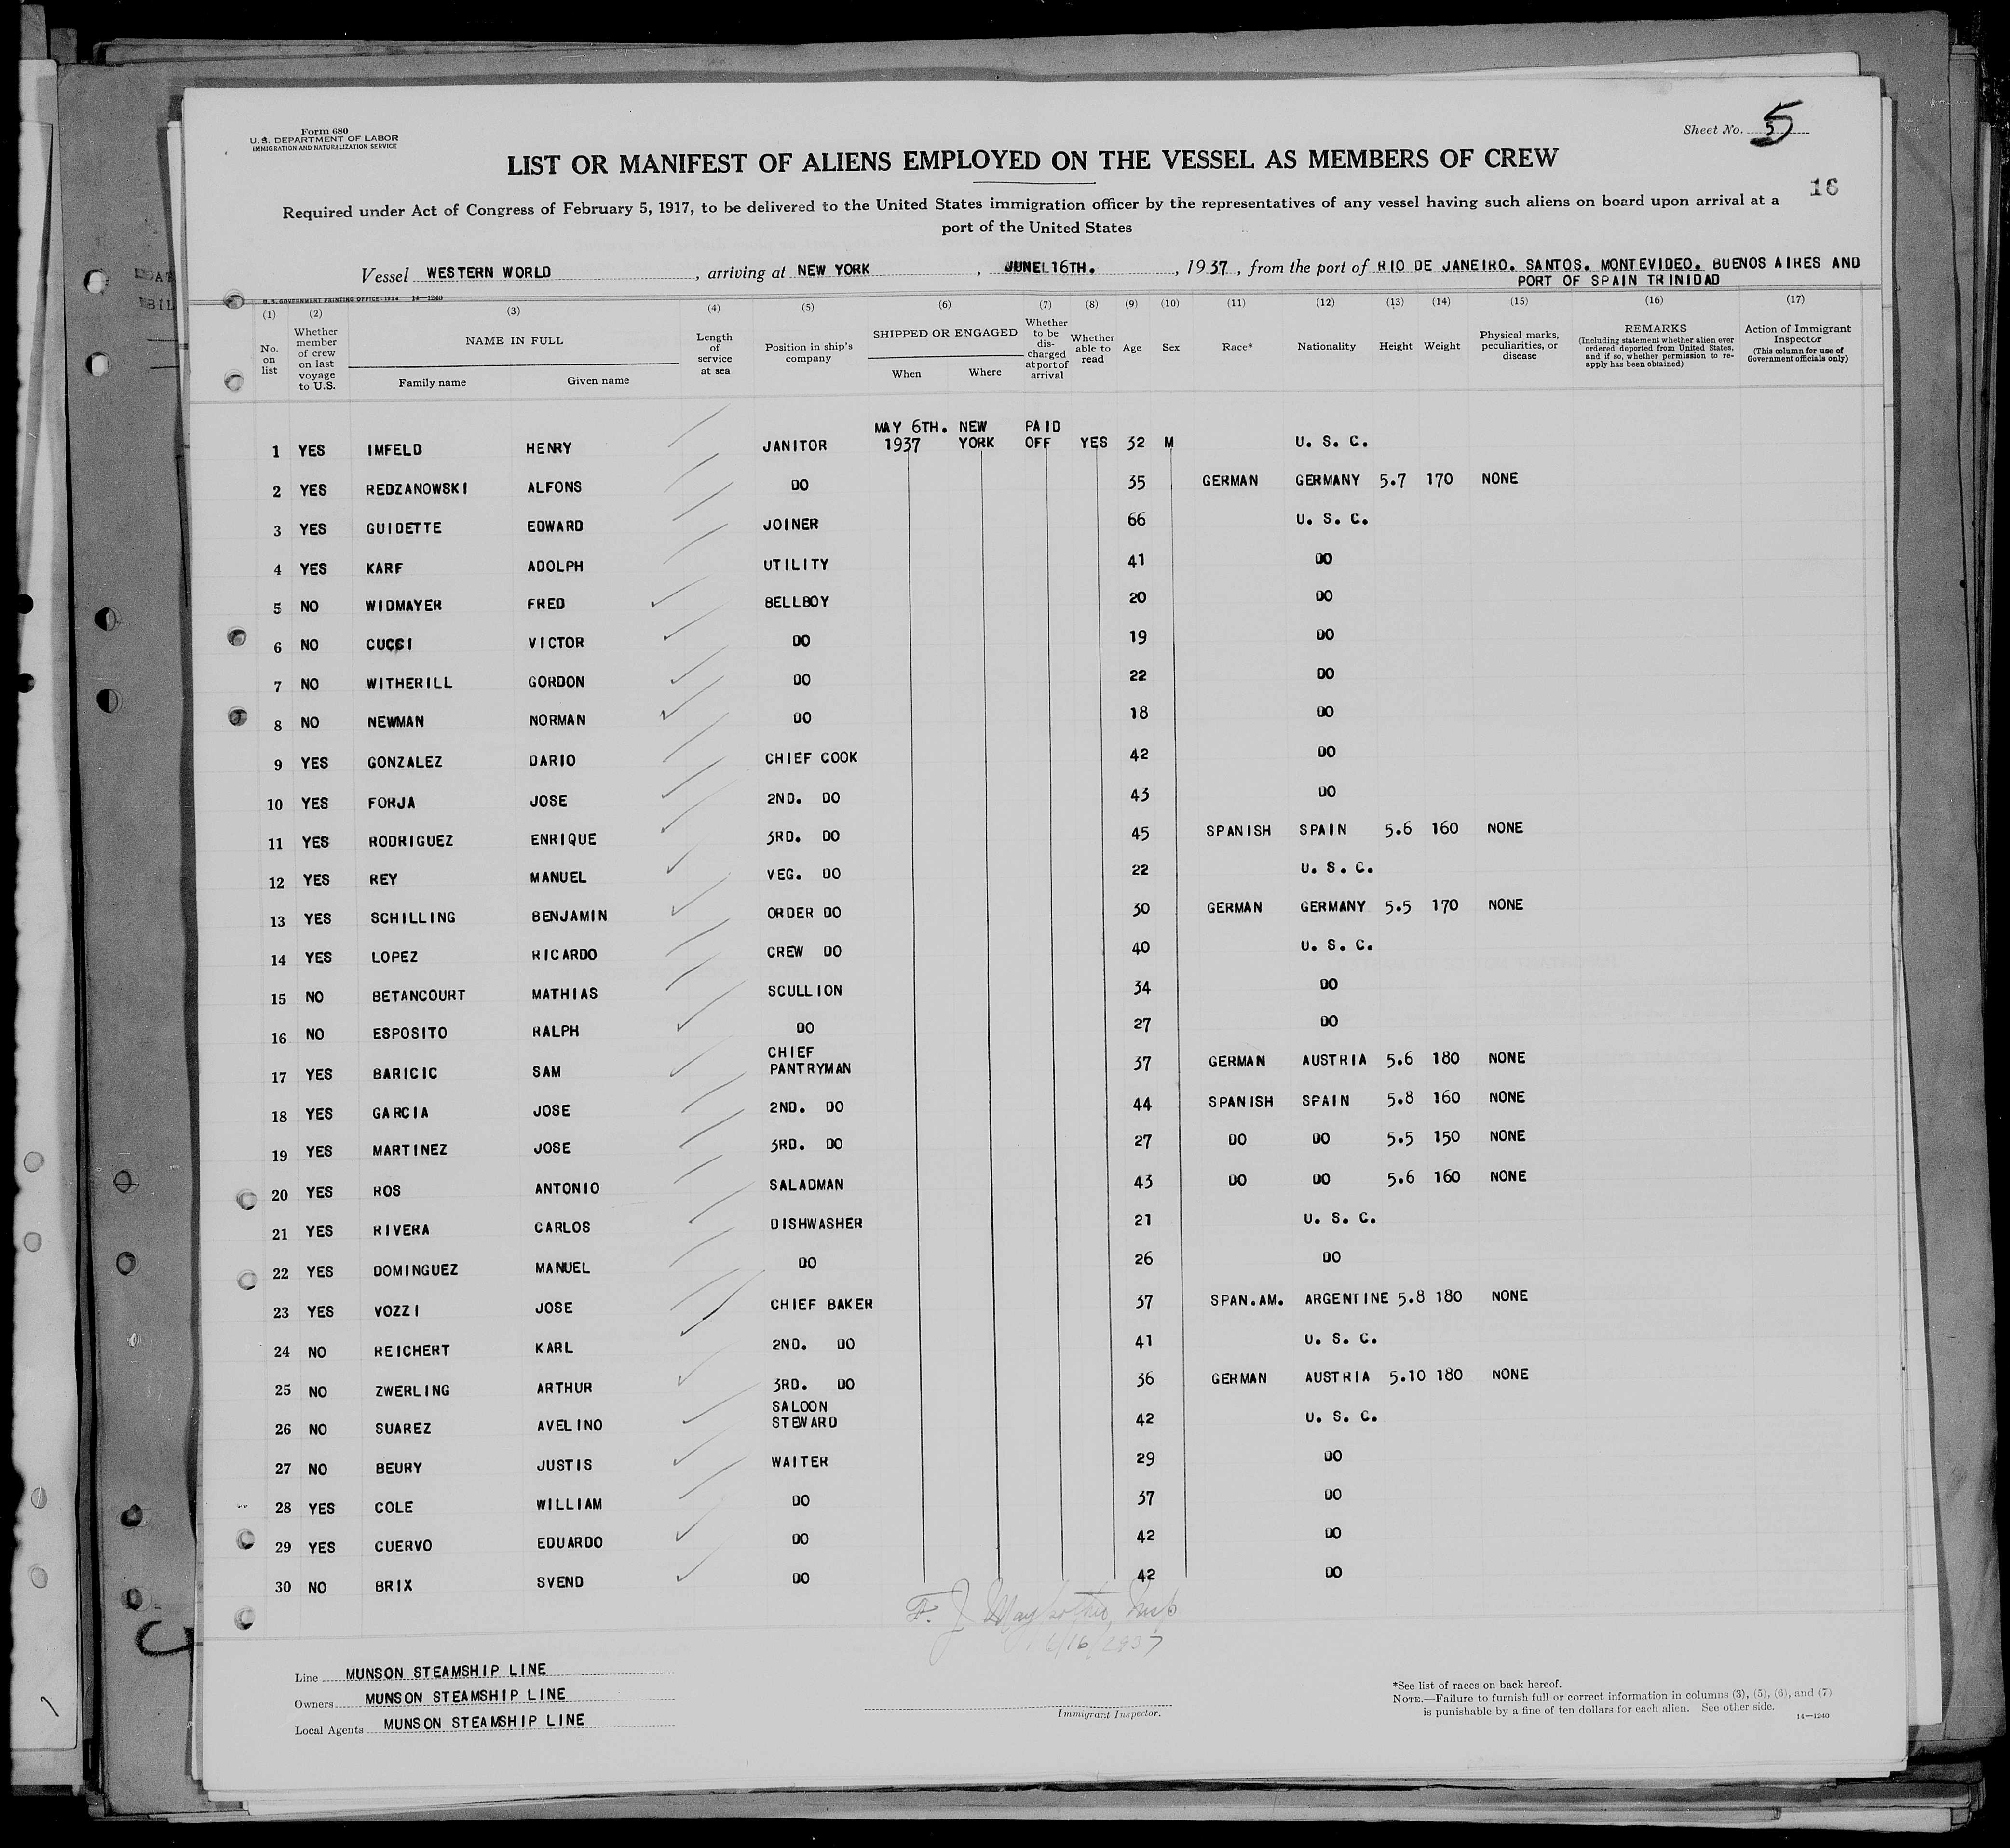 Form 680
U.S. DEPARTMENT OF LABOR
IMMIGRATION AND NATURALIZATION SERVICE
Sheet No. 5
5
LIST OR MANIFEST OF ALIENS EMPLOYED ON THE VESSEL AS MEMBERS OF CREW
16
Required under Act of Congress of February 5, 1917, to be delivered to the United States immigration officer by the representatives of any vessel having such aliens on board upon arrival at a
port of the United States
Vessel WESTERN WORLD, arriving at NEW YORK, JUNE 16TH., 1937, from the port of RIO DE JANEIRO. SANTOS. MONTEVIDEO. BUENOS AIRES AND
PORT OF SPAIN TRINIDAD
U.S. GOVERNMENT PRINTING OFFICE: 1934 14—1240
(1) (2) (3) (4) (5) (6) (7) (8) (9) (10) (11) (12) (13) (14) (15) (16) (17)
No. on list
Whether member of crew on last voyage to U.S.
NAME IN FULL
Family name Given name
Length of service at sea
Position in ship's company
SHIPPED OR ENGAGED
When Where
Whether to be discharged at port of arrival
Whether able to read
Age
Sex
Race*
Nationality
Height
Weight
Physical marks, peculiarities, or disease
REMARKS
(Including statement whether alien ever ordered deported from United States, and if so, whether permission to reapply has been obtained)
Action of Immigrant Inspector
(This column for use of Government officials only)
MAY 6TH. NEW PAID
1 YES IMFELD HENRY JANITOR 1937 YORK OFF YES 32 M U. S. C.
2 YES REDZANOWSKI ALFONS DO 35 GERMAN GERMANY 5.7 170 NONE
3 YES GUIDETTE EDWARD JOINER 66 U. S. C.
4 YES KARF ADOLPH UTILITY 41 DO
5 NO WIDMAYER FRED BELLBOY 20 DO
6 NO CUCCI VICTOR DO 19 DO
7 NO WITHERILL GORDON DO 22 DO
8 NO NEWMAN NORMAN DO 18 DO
9 YES GONZALEZ DARIO CHIEF COOK 42 DO
10 YES FORJA JOSE 2ND. DO 43 DO
11 YES RODRIGUEZ ENRIQUE 3RD. DO 45 SPANISH SPAIN 5.6 160 NONE
12 YES REY MANUEL VEG. DO 22 U. S. C.
13 YES SCHILLING BENJAMIN ORDER DO 30 GERMAN GERMANY 5.5 170 NONE
14 YES LOPEZ RICARDO CREW DO 40 U. S. C.
15 NO BETANCOURT MATHIAS SCULLION 34 DO
16 NO ESPOSITO RALPH DO 27 DO
17 YES BARICIC SAM CHIEF PANTRYMAN 37 GERMAN AUSTRIA 5.6 180 NONE
18 YES GARCIA JOSE 2ND. DO 44 SPANISH SPAIN 5.8 160 NONE
19 YES MARTINEZ JOSE 3RD. DO 27 DO DO 5.5 150 NONE
20 YES ROS ANTONIO SALADMAN 43 DO DO 5.6 160 NONE
21 YES RIVERA CARLOS DISHWASHER 21 U. S. C.
22 YES DOMINGUEZ MANUEL DO 26 DO
23 YES VOZZI JOSE CHIEF BAKER 37 SPAN.AM. ARGENTINE 5.8 180 NONE
24 NO REICHERT KARL 2ND. DO 41 U. S. C.
25 NO ZWERLING ARTHUR 3RD. DO 36 GERMAN AUSTRIA 5.10 180 NONE
26 NO SUAREZ AVELINO SALOON STEWARD 42 U. S. C.
27 NO BEURY JUSTIS WAITER 29 DO
28 YES COLE WILLIAM DO 37 DO
29 YES CUERVO EDUARDO DO 42 DO
30 NO BRIX SVEND DO 42 DO
F. J.
6/16/1937
Line MUNSON STEAMSHIP LINE
Owners MUNSON STEAMSHIP LINE
Local Agents MUNSON STEAMSHIP LINE
Immigrant Inspector.
*See list of races on back hereof.
NOTE.—Failure to furnish full or correct information in columns (3), (5), (6), and (7)
is punishable by a fine of ten dollars for each alien. See other side.
14—1240